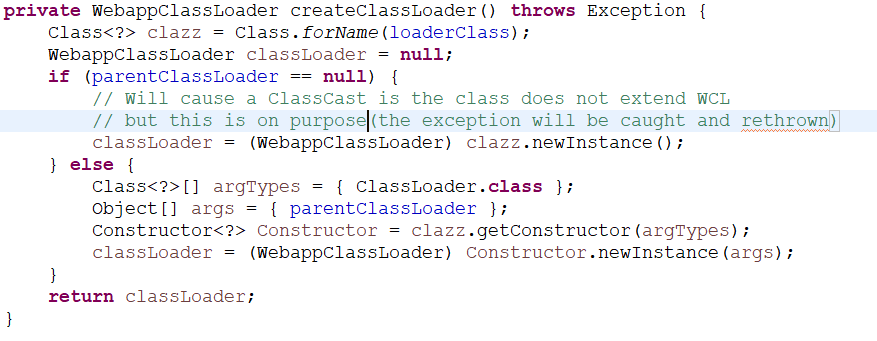 private WebappClassLoader createClassLoader() throws Exception {
    Class<?> clazz = Class.forName(loaderClass);
    WebappClassLoader classLoader = null;
    if (parentClassLoader == null) {
        // Will cause a ClassCast is the class does not extend WCL
        // but this is on purpose(the exception will be caught and rethrown)
        classLoader = (WebappClassLoader) clazz.newInstance();
    } else {
        Class<?>[] argTypes = { ClassLoader.class };
        Object[] args = { parentClassLoader };
        Constructor<?> Constructor = clazz.getConstructor(argTypes);
        classLoader = (WebappClassLoader) Constructor.newInstance(args);
    }
    return classLoader;
}